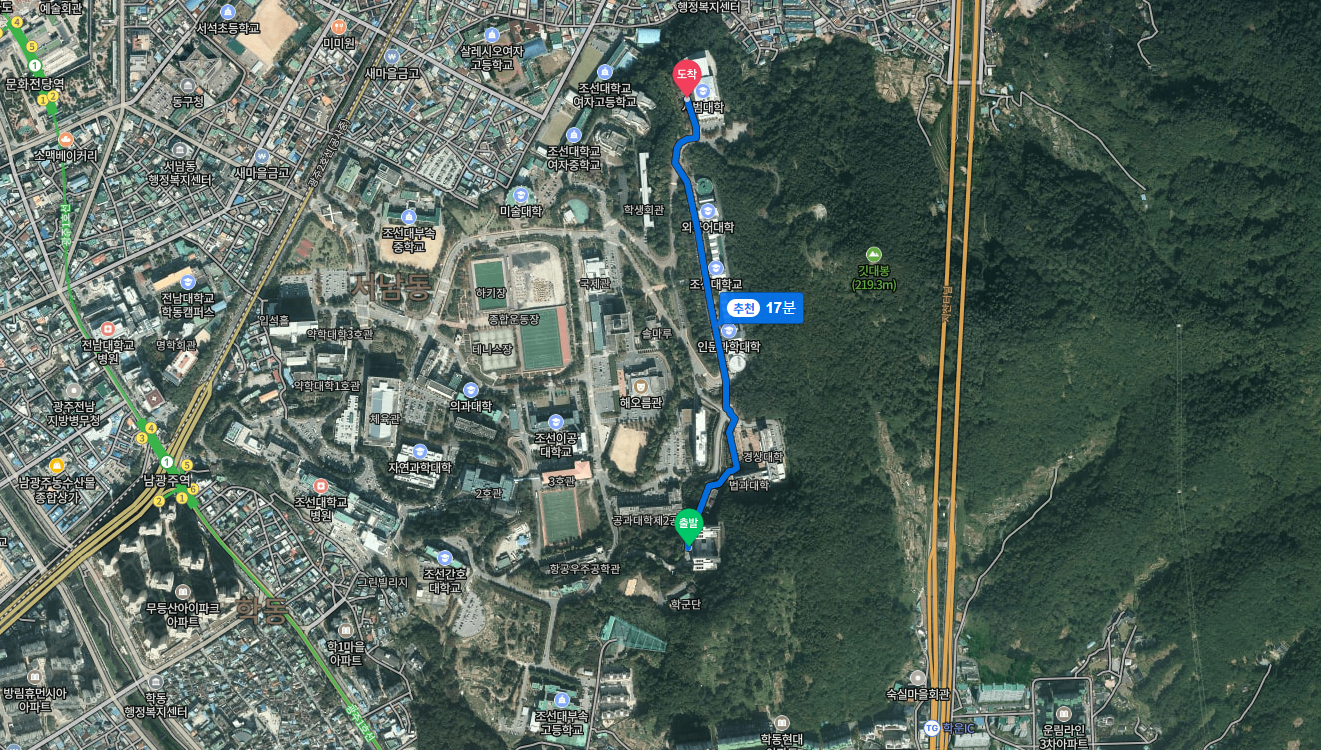 예술회관
서석초등학교
행정복지센터
미미원
살레시오여자
고등학교
새마을금고
문화전당역
동구청
조선대학교
여자고등학교
도착
사범대학
소맥베이커리
서남동
행정복지센터
새마을금고
조선대학교
여자중학교
미술대학
학생회관
조선대부속
중학교
외국어대학
서남동
깃대봉
(219.3m)
전남대학교
학동캠퍼스
하키장
국제관
추천 17분
입석홀
약학대학3호관
종합운동장
솔마루
전남대학교
병원
명학회관
테니스장
인문과학대학
약학대학1호관
의과대학
해오름관
광주전남
지방병무청
체육관
조선이공
대학교
자연과학대학
경상대학
남광주농수산물
종합상가
남광주역
2호관
3호관
법과대학
조선대학교
병원
출발
공과대학제2공
항공우주공학관
조선간호
대학교
그린빌리지
학군단
무등산아이파크
아파트
학동
학1마을
아파트
방림휴먼시아
아파트
학동
행정복지센터
조선대부속
고등학교
숙실마을회관
TG 학운IC
학동현대
운림라인
3차아파트